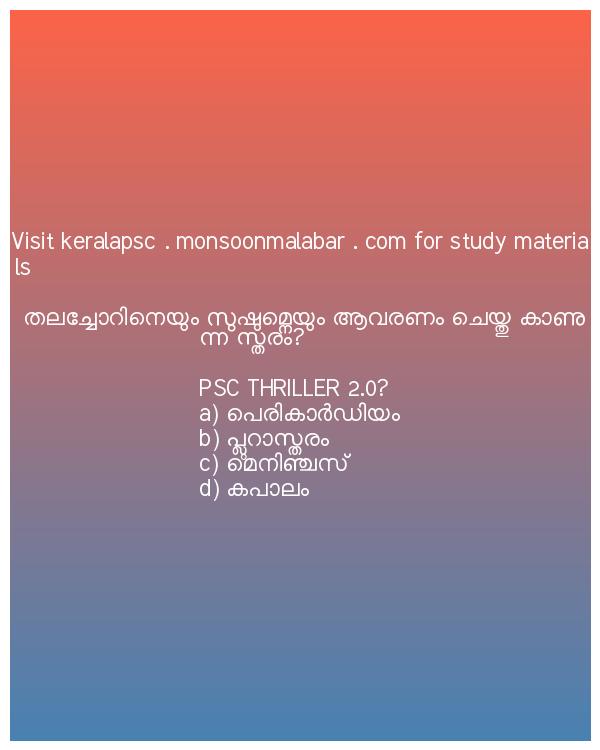 Visit keralapsc . monsoonmalabar . com for study materia
ls
തലച്ചോറിനെയും സുഷുമ്നെയും ആവരണം ചെയ്തു കാണു
ന്ന സ്തരം?
PSC THRILLER 2.0?
a) പെരികാർഡിയം
b) പ്ലൂറാസ്തരം
c) മെനിഞ്ചസ്
d) കപാലം